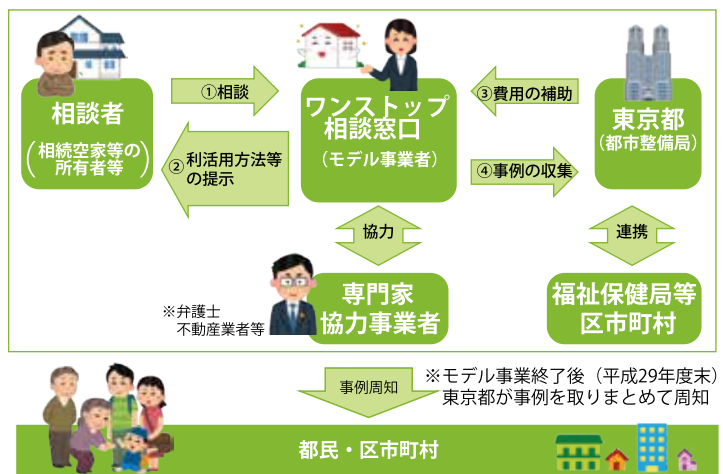 相談者
(相続空家等の
所有者等)
①相談
②利活用方法等
の提示
ワンストップ
相談窓口
(モデル事業者)
③費用の補助
④事例の収集
東京都
(都市整備局)
協力
連携
※弁護士
不動産業者等
専門家
協力事業者
福祉保健局等
区市町村
事例周知
※モデル事業終了後（平成29年度末）
東京都が事例を取りまとめて周知
都民・区市町村